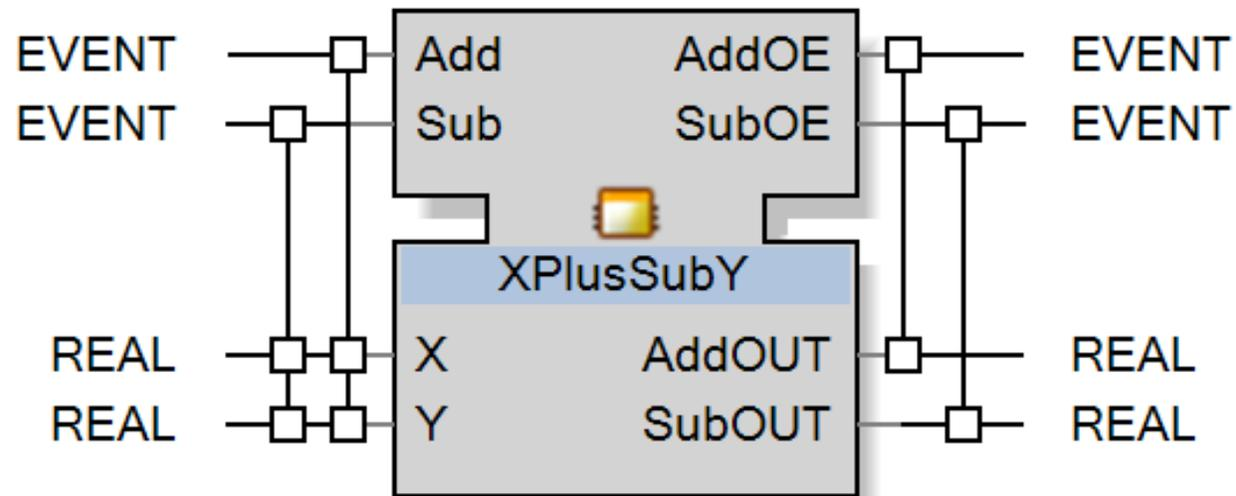 EVENT Add AddOE EVENT
EVENT Sub SubOE EVENT
XPlusSubY
REAL X AddOUT REAL
REAL Y SubOUT REAL